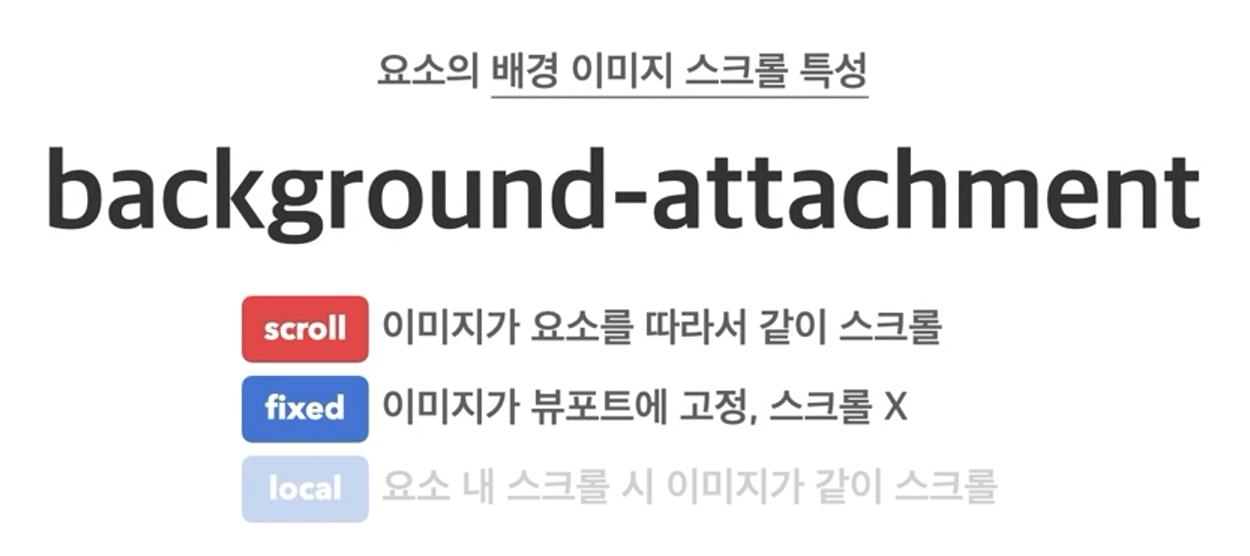 요소의 배경 이미지 스크롤 특성
background-attachment
scroll 이미지가 요소를 따라서 같이 스크롤
fixed 이미지가 뷰포트에 고정, 스크롤 X
local 요소 내 스크롤 시 이미지가 같이 스크롤